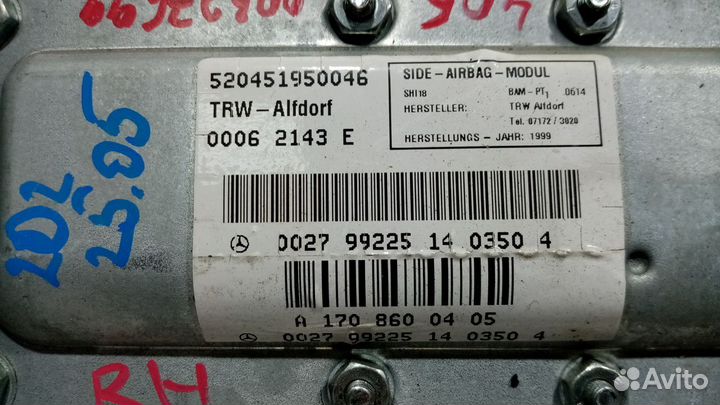 405
520451950046
TRW-Alfdorf
0006 2143 E
SIDE-AIRBAG-MODUL
SHI18 BAM-PT1 0614
HERSTELLER: TRW Alfdorf
Tel. 07172/3020
HERSTELLUNGS-JAHR: 1999
202
25.05
0027 99225 14 0350 4
A 170 860 04 05
0027 99225 14 0350 4
RH
Avito